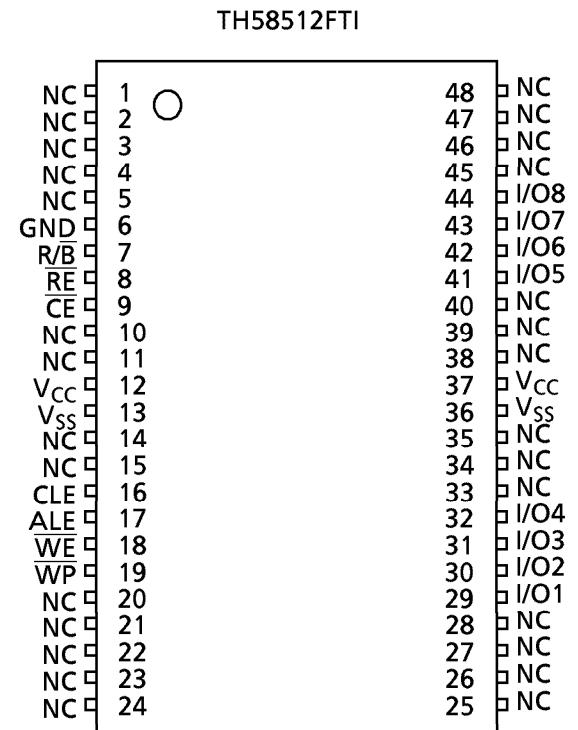 TH58512FTI
NC 1 48 NC
NC 2 47 NC
NC 3 46 NC
NC 4 45 NC
NC 5 44 I/O8
GND 6 43 I/O7
R/B̅ 7 42 I/O6
R̅E̅ 8 41 I/O5
C̅E̅ 9 40 NC
NC 10 39 NC
NC 11 38 NC
VCC 12 37 VCC
VSS 13 36 VSS
NC 14 35 NC
NC 15 34 NC
CLE 16 33 NC
ALE 17 32 I/O4
W̅E̅ 18 31 I/O3
W̅P̅ 19 30 I/O2
NC 20 29 I/O1
NC 21 28 NC
NC 22 27 NC
NC 23 26 NC
NC 24 25 NC